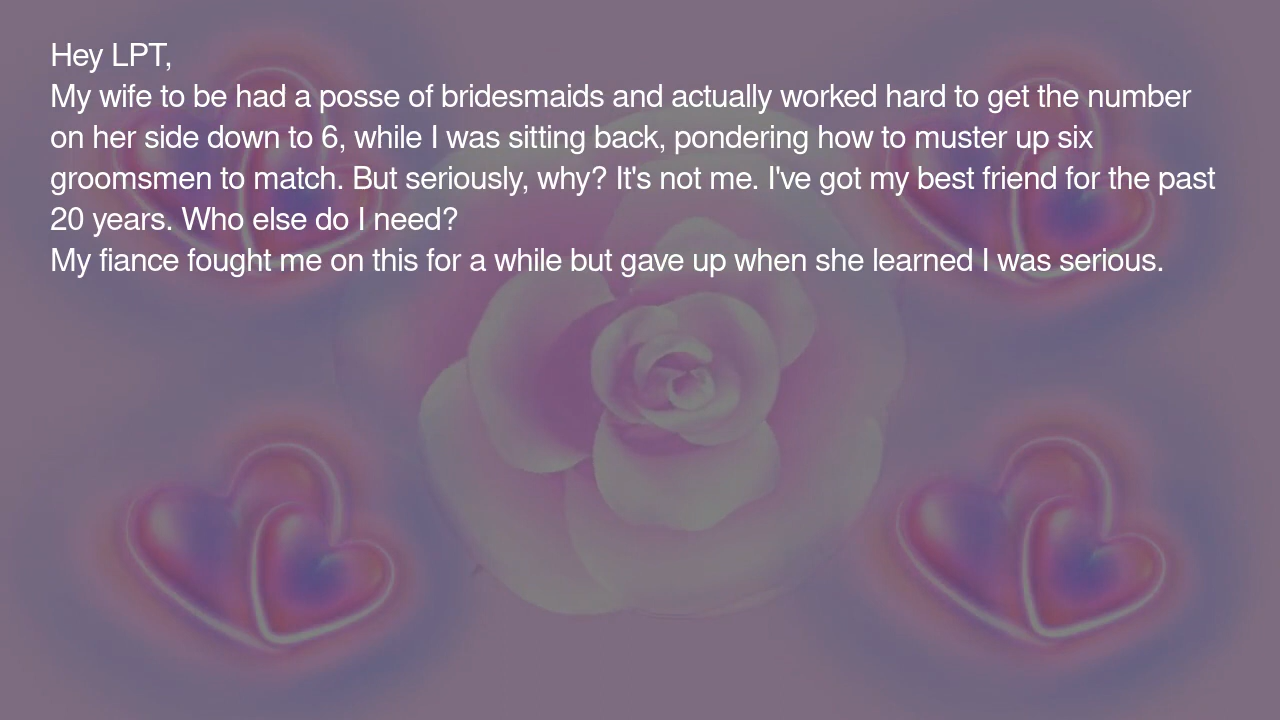 Hey LPT,
My wife to be had a posse of bridesmaids and actually worked hard to get the number
on her side down to 6, while I was sitting back, pondering how to muster up six
groomsmen to match. But seriously, why? It's not me. I've got my best friend for the past
20 years. Who else do I need?
My fiance fought me on this for a while but gave up when she learned I was serious.